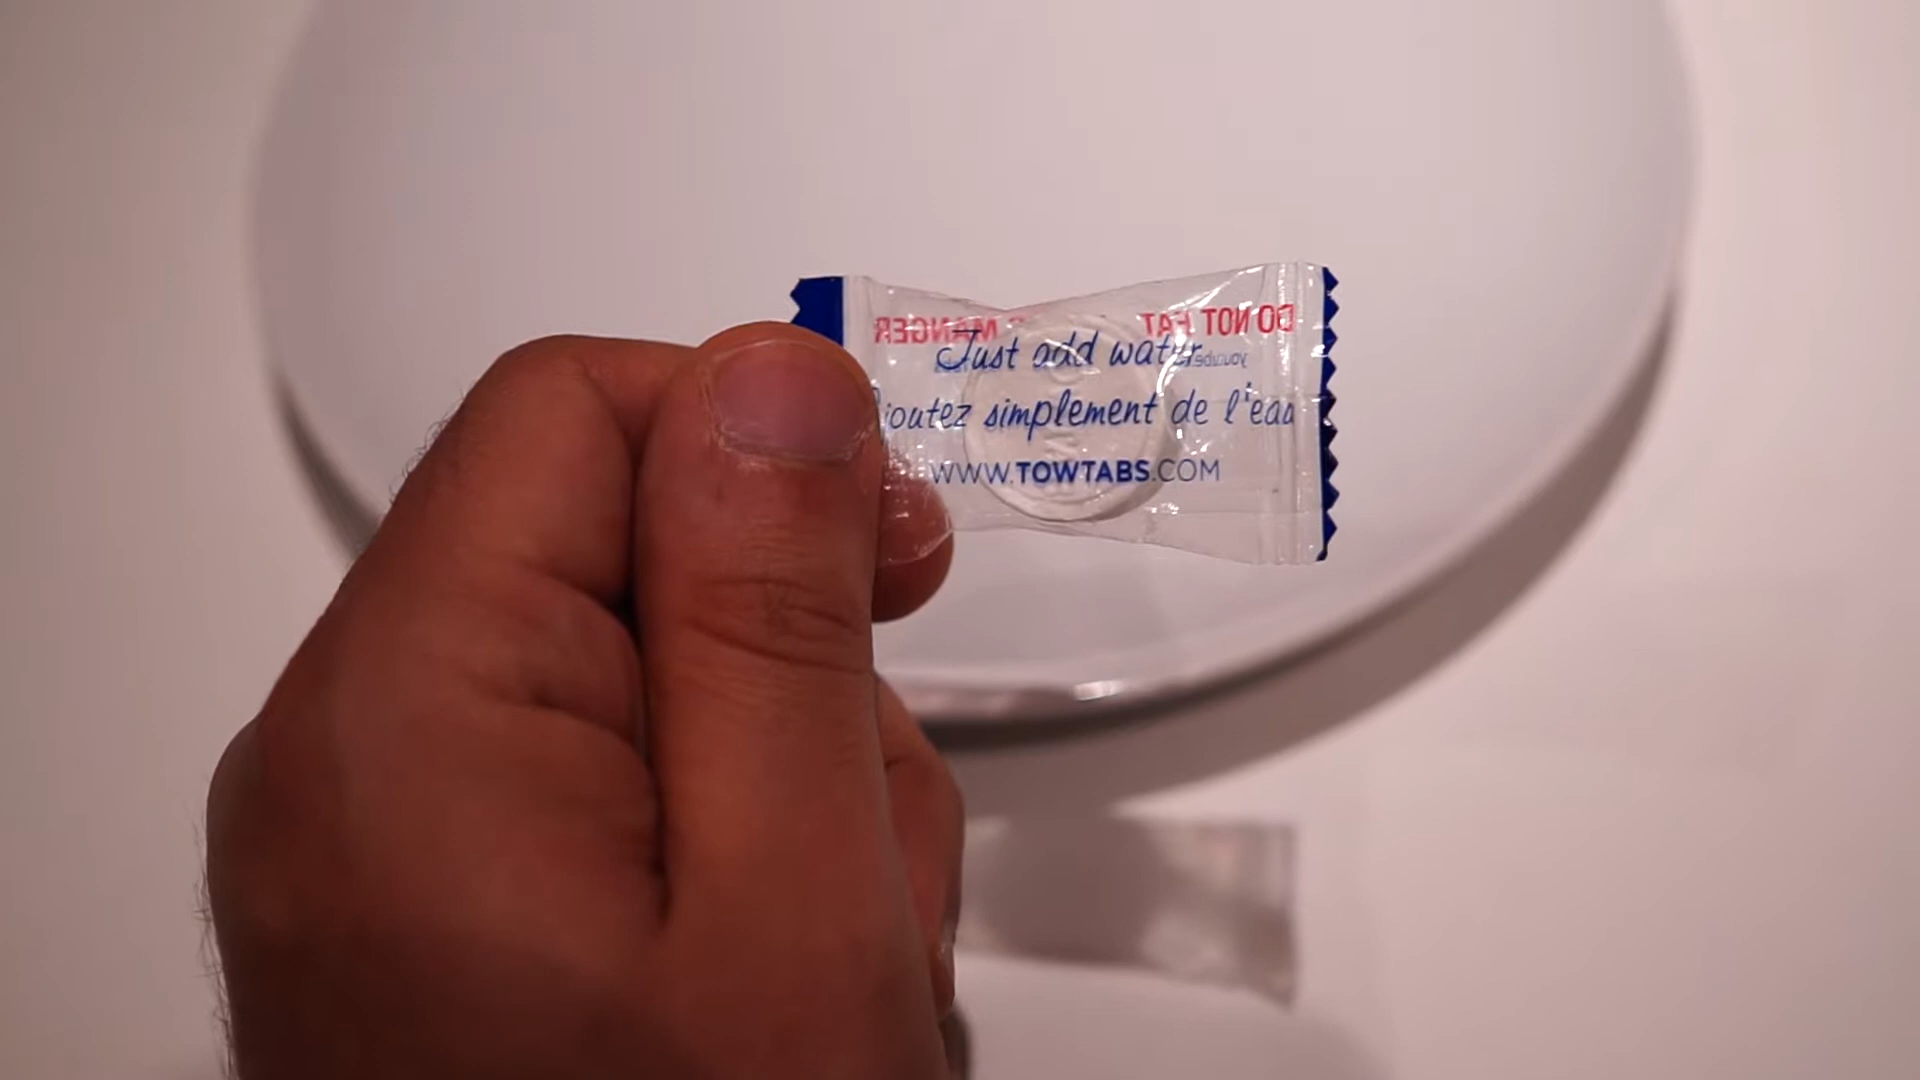 DO NOT EAT MANGER
Just add water
joutez simplement de l'eau
WWW.TOWTABS.COM